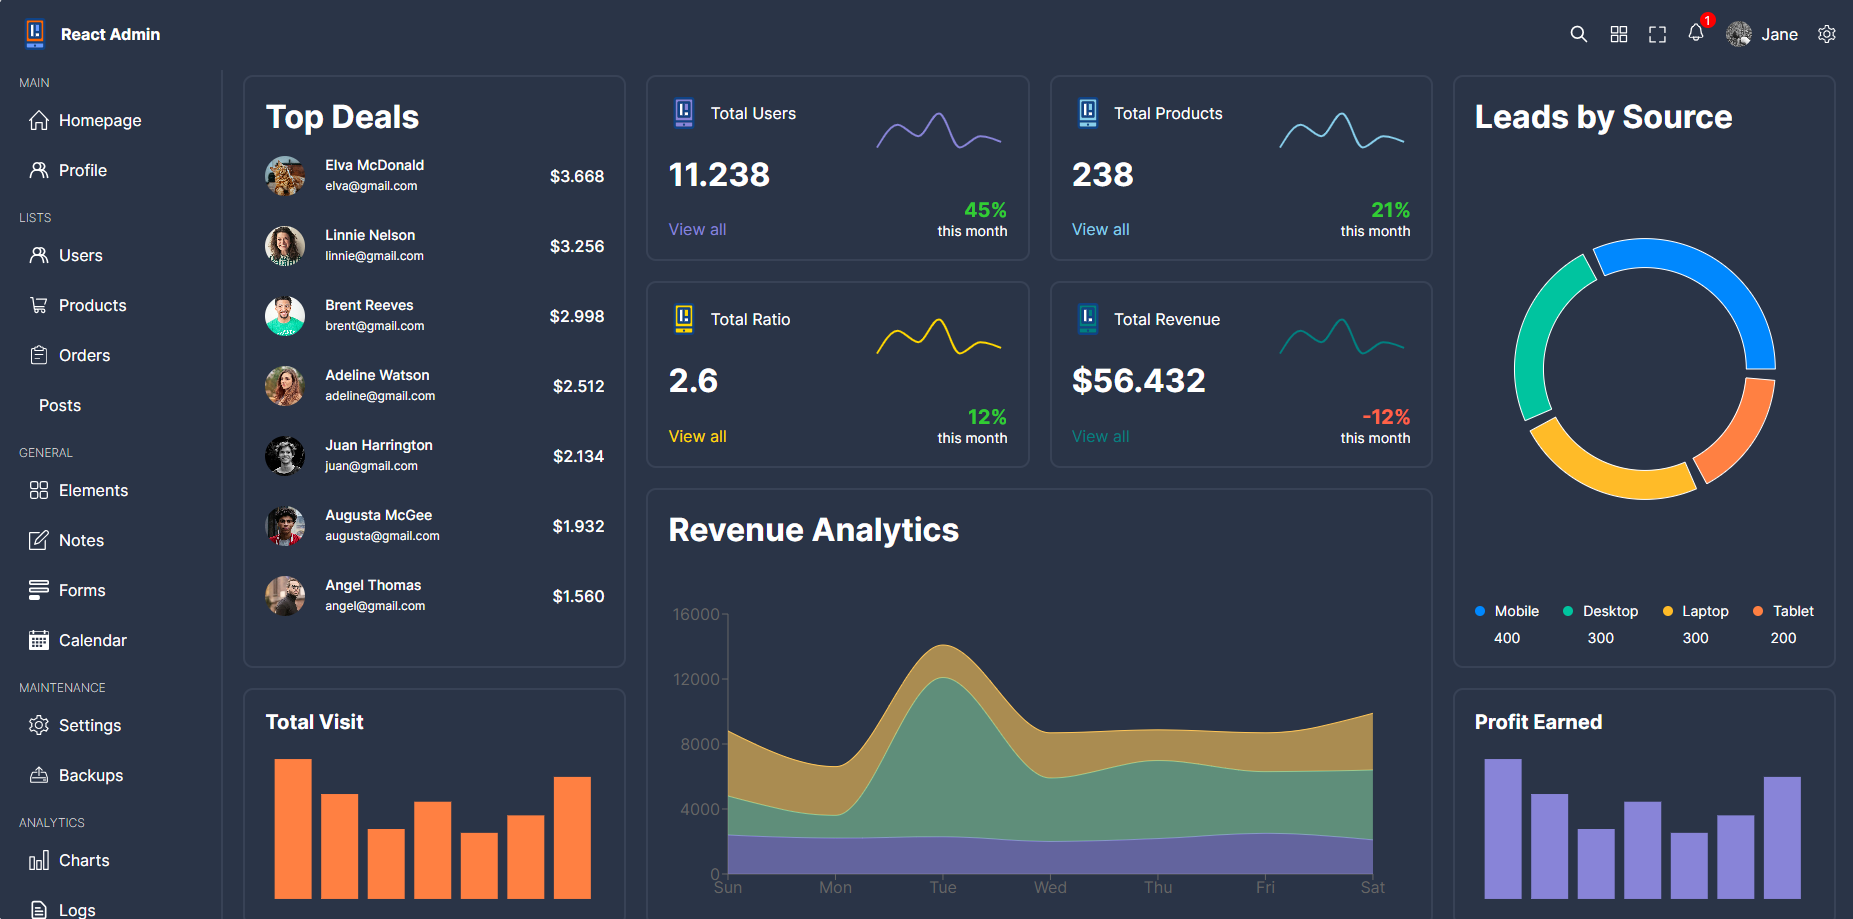 React Admin
1
Jane
MAIN
Homepage
Profile
LISTS
Users
Products
Orders
Posts
GENERAL
Elements
Notes
Forms
Calendar
MAINTENANCE
Settings
Backups
ANALYTICS
Charts
Logs
Top Deals
Elva McDonald
elva@gmail.com
$3.668
Linnie Nelson
linnie@gmail.com
$3.256
Brent Reeves
brent@gmail.com
$2.998
Adeline Watson
adeline@gmail.com
$2.512
Juan Harrington
juan@gmail.com
$2.134
Augusta McGee
augusta@gmail.com
$1.932
Angel Thomas
angel@gmail.com
$1.560
Total Visit
Total Users
11.238
View all
45%
this month
Total Products
238
View all
21%
this month
Total Ratio
2.6
View all
12%
this month
Total Revenue
$56.432
View all
-12%
this month
Revenue Analytics
16000
12000
8000
4000
0
Sun Mon Tue Wed Thu Fri Sat
Leads by Source
Mobile Desktop Laptop Tablet
400 300 300 200
Profit Earned